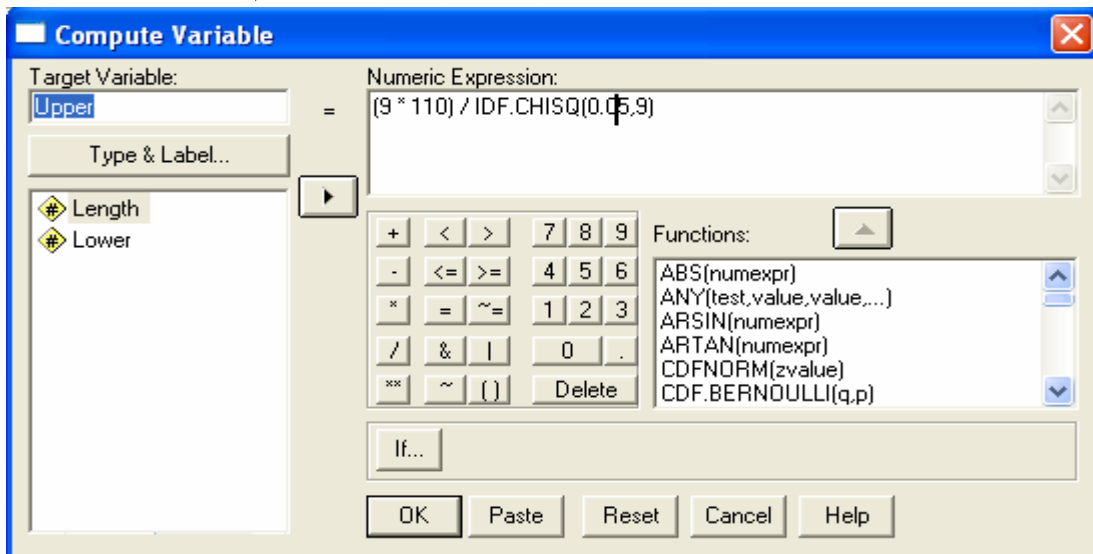 Compute Variable
Target Variable:
Upper
=
Numeric Expression:
(9 * 110) / IDF.CHISQ(0.05,9)
Type & Label...
Length
Lower
+ < > 7 8 9
- <= >= 4 5 6
* = ~= 1 2 3
/ & | 0 .
** ~ () Delete
Functions:
ABS(numexpr)
ANY(test,value,value,...)
ARSIN(numexpr)
ARTAN(numexpr)
CDFNORM(zvalue)
CDF.BERNOULLI(q,p)
If...
OK Paste Reset Cancel Help